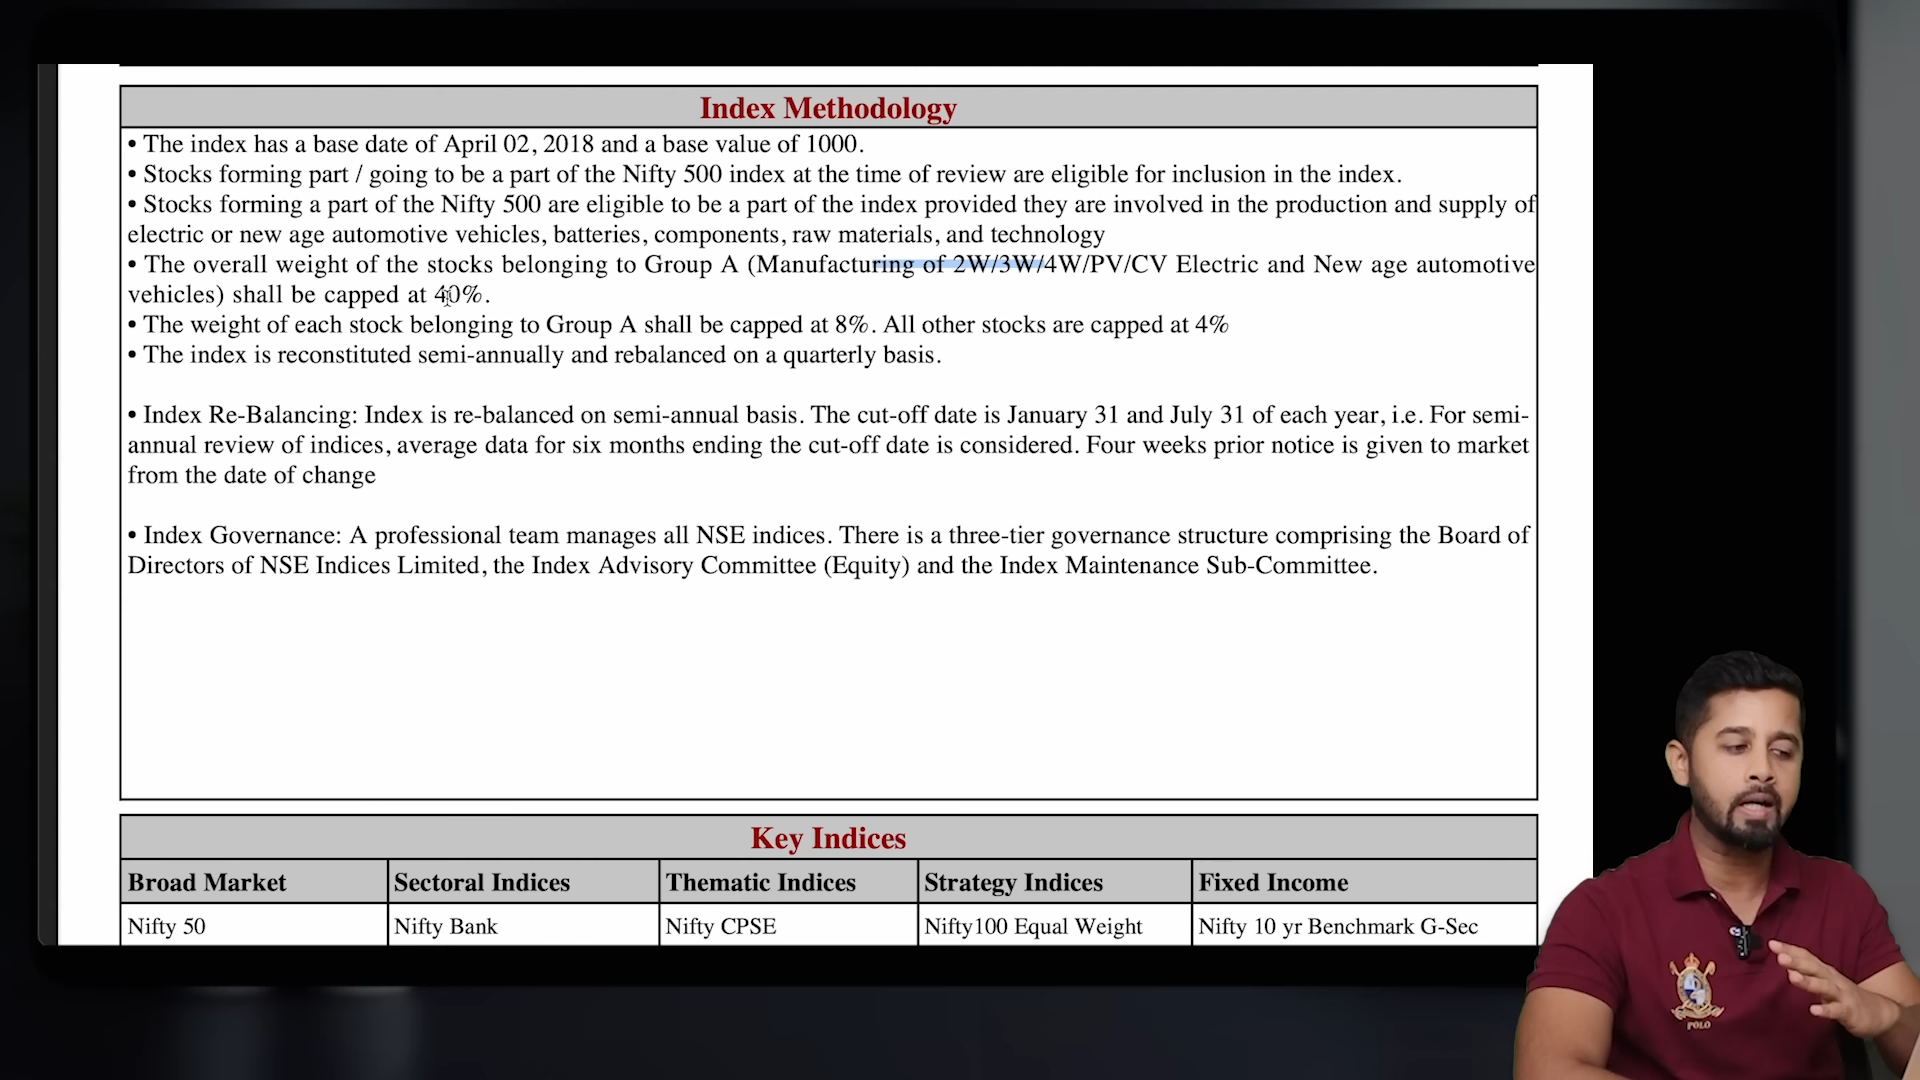 Index Methodology
• The index has a base date of April 02, 2018 and a base value of 1000.
• Stocks forming part / going to be a part of the Nifty 500 index at the time of review are eligible for inclusion in the index.
• Stocks forming a part of the Nifty 500 are eligible to be a part of the index provided they are involved in the production and supply of
electric or new age automotive vehicles, batteries, components, raw materials, and technology
• The overall weight of the stocks belonging to Group A (Manufacturing of 2W/3W/4W/PV/CV Electric and New age automotive
vehicles) shall be capped at 40%.
• The weight of each stock belonging to Group A shall be capped at 8%. All other stocks are capped at 4%
• The index is reconstituted semi-annually and rebalanced on a quarterly basis.
• Index Re-Balancing: Index is re-balanced on semi-annual basis. The cut-off date is January 31 and July 31 of each year, i.e. For semi-
annual review of indices, average data for six months ending the cut-off date is considered. Four weeks prior notice is given to market
from the date of change
• Index Governance: A professional team manages all NSE indices. There is a three-tier governance structure comprising the Board of
Directors of NSE Indices Limited, the Index Advisory Committee (Equity) and the Index Maintenance Sub-Committee.
Key Indices
Broad Market Sectoral Indices Thematic Indices Strategy Indices Fixed Income
Nifty 50 Nifty Bank Nifty CPSE Nifty100 Equal Weight Nifty 10 yr Benchmark G-Sec
POLO